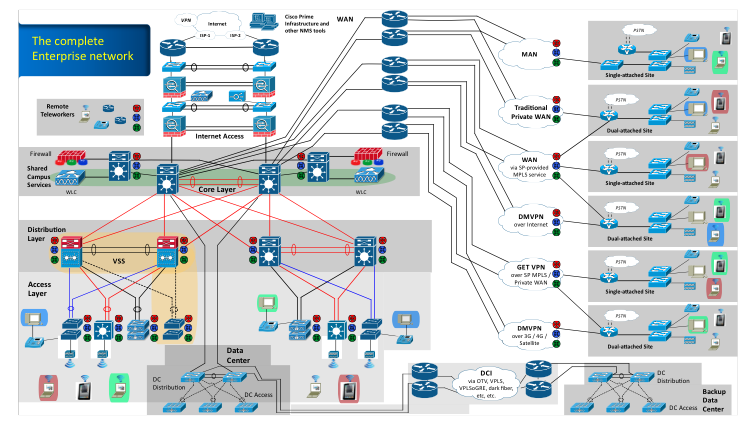 The complete
Enterprise network
VPN
Internet
ISP-1
ISP-2
Cisco Prime
Infrastructure and
other NMS tools
WAN
Remote
Teleworkers
Internet Access
Firewall
Shared
Campus
Services
WLC
Core Layer
Firewall
WLC
Distribution
Layer
VSS
Access
Layer
Data
Center
DC
Distribution
DC Access
MAN
Traditional
Private WAN
WAN
via SP-provided
MPLS service
DMVPN
over Internet
GET VPN
over SP MPLS /
Private WAN
DMVPN
over 3G / 4G /
Satellite
PSTN
Single-attached Site
PSTN
Dual-attached Site
PSTN
Single-attached Site
PSTN
Dual-attached Site
PSTN
Single-attached Site
PSTN
Dual-attached Site
DCI
via OTV, VPLS,
VPLSoGRE, dark fiber,
etc, etc.
DC
Distribution
DC Access
Backup
Data
Center